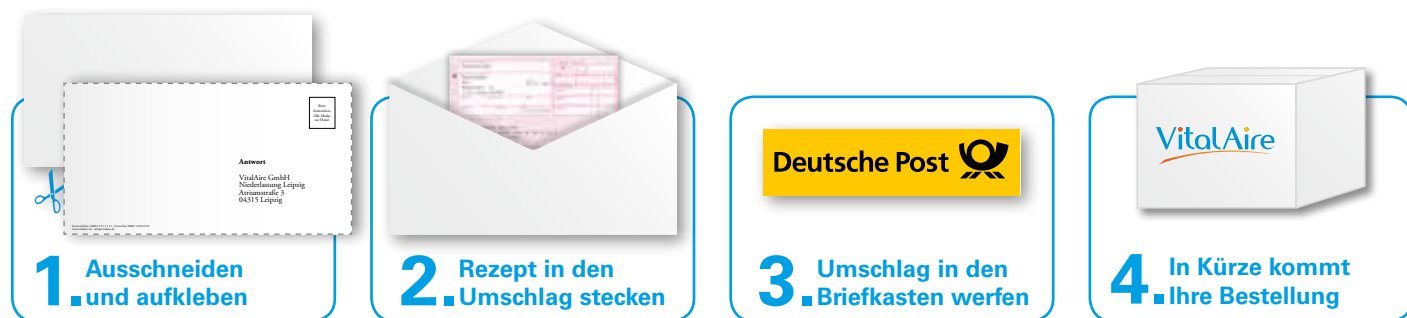 Bitte
freimachen,
falls Marke
zur Hand.
Antwort
VitalAire GmbH
Niederlassung Leipzig
Atriumstraße 3
04315 Leipzig
1. Ausschneiden
und aufkleben
2. Rezept in den
Umschlag stecken
Deutsche Post
3. Umschlag in den
Briefkasten werfen
VitalAire
4. In Kürze kommt
Ihre Bestellung